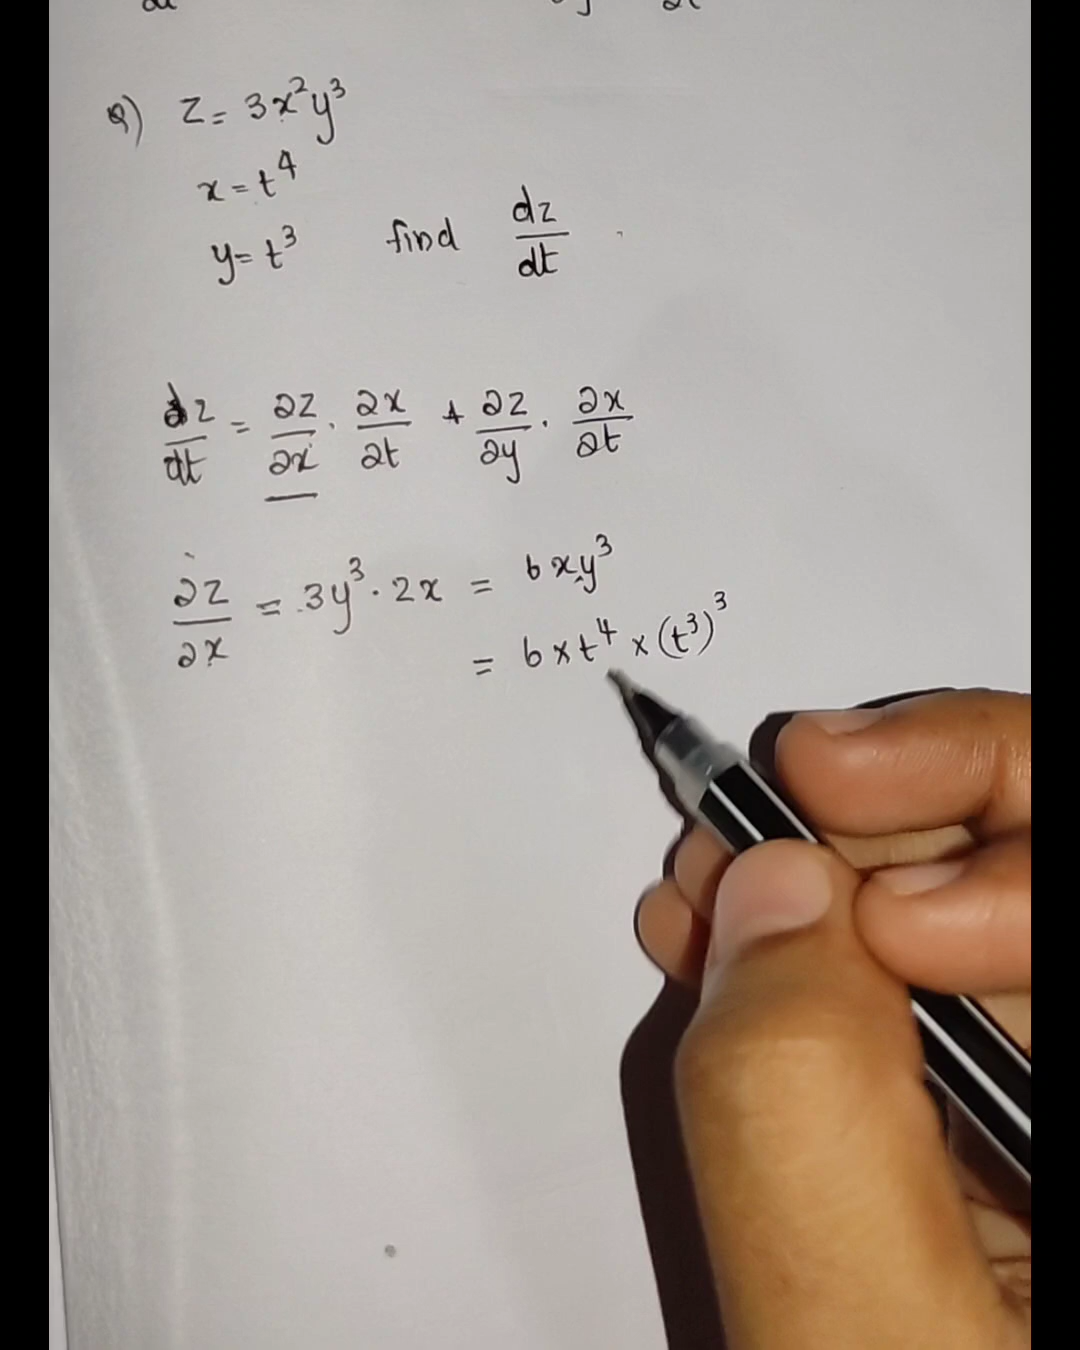 Q) z = 3x²y³
x = t⁴
y = t³ find dz/dt
dz/dt = ∂z/∂x · ∂x/∂t + ∂z/∂y · ∂x/∂t
∂z/∂x = 3y³ · 2x = 6xy³
= 6 × t⁴ × (t³)³